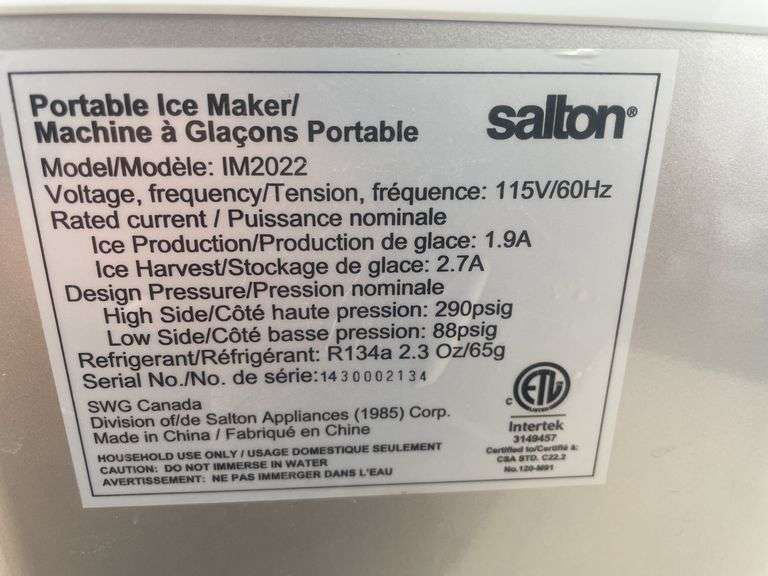 Portable Ice Maker/
Machine à Glaçons Portable
salton®
Model/Modèle: IM2022
Voltage, frequency/Tension, fréquence: 115V/60Hz
Rated current / Puissance nominale
Ice Production/Production de glace: 1.9A
Ice Harvest/Stockage de glace: 2.7A
Design Pressure/Pression nominale
High Side/Côté haute pression: 290psig
Low Side/Côté basse pression: 88psig
Refrigerant/Réfrigérant: R134a 2.3 Oz/65g
Serial No./No. de série:1430002134
SWG Canada
Division of/de Salton Appliances (1985) Corp.
Made in China / Fabriqué en Chine
HOUSEHOLD USE ONLY / USAGE DOMESTIQUE SEULEMENT
CAUTION: DO NOT IMMERSE IN WATER
AVERTISSEMENT: NE PAS IMMERGER DANS L'EAU
C ETL
LISTED
Intertek
3149457
Certified to/Certifié à:
CSA STD. C22.2
No.120-M91